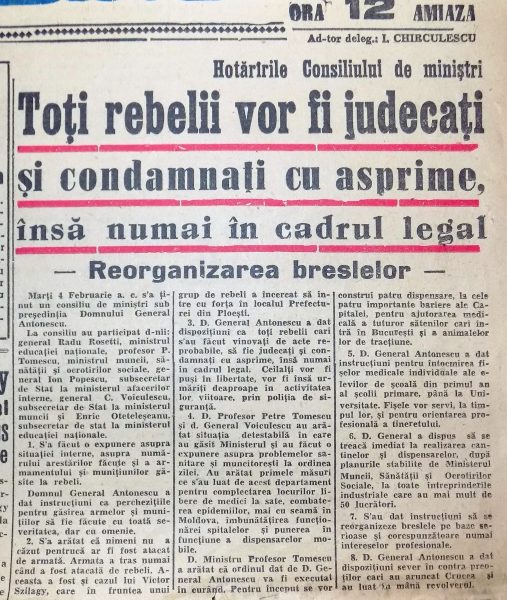 ORA 12 AMIAZA
Ad-tor deleg.: I. CHIRCULESCU
Hotărîrile Consiliului de miniştri
Toţi rebelii vor fi judecaţi
şi condamnaţi cu asprime,
însă numai în cadrul legal
— Reorganizarea breslelor —
Marţi 4 Februarie a. c. s'a ţi-
nut un consiliu de miniştri sub
preşedinţia Domnului General
Antonescu.
La consiliu au participat d-nii:
general Radu Rosetti, ministrul
educaţiei naţionale, profesor P.
Tomescu, ministrul muncii, să-
nătăţii şi ocrotirilor sociale, ge-
neral Ion Popescu, subsecretar
de Stat la ministerul afacerilor
interne, general C. Voiculescu,
subsecretar de Stat la ministerul
muncii şi Enric Oteteleşeanu,
subsecretar de stat la ministerul
educaţiei naţionale.
1. S'a făcut o expunere asupra
situaţiei interne, asupra numă-
rului arestărilor făcute şi a ar-
mamentului şi muniţiunilor găsi-
te la rebeli.
Domnul General Antonescu a
dat instrucţiuni ca percheziţiile
pentru găsirea armelor şi muni-
ţiilor să fie făcute cu toată se-
veritatea, dar cu omenie.
2. S'a arătat că nimeni nu a
căzut pentrucă ar fi fost atacat
de armată. Armata a tras numai
când a fost atacată de rebeli. A-
ceasta a fost şi cazul lui Victor
Szilagy, care în fruntea unui
grup de rebeli a încercat să in-
tre cu forţa în localul Prefectu-
rei din Ploeşti.
3. D. General Antonescu a dat
dispoziţiuni ca toţi rebelii cari
s'au făcut vinovaţi de acte re-
probabile, să fie judecaţi şi con-
damnaţi cu asprime, însă numai
în cadrul legal. Ceilalţi vor fi
puşi în libertate, vor fi însă ur-
măriţi deaproape în activitatea
lor viitoare, prin poliţia de si-
guranţă.
4. D. Profesor Petre Tomescu
şi d. General Voiculescu au ară-
tat situaţia detestabilă în care
au găsit Ministerul şi au făcut o
expunere asupra problemelor sa-
nitare şi muncitoreşti la ordinea
zilei. Au arătat primele măsuri
ce s'au luat de acest departament
pentru complectarea locurilor li-
bere de medici la sate, combate-
rea epidemiilor, mai cu seamă în
Moldova, îmbunătăţirea funcţio-
nărei spitalelor şi punerea în
funcţiune a dispensarelor mo-
bile.
D. Ministru Profesor Tomescu
a arătat că ordinul dat de D. Ge-
neral Antonescu va fi executat
în curând. Pentru început se vor
construi patru dispensare, la cele
patru importante bariere ale Ca-
pitalei, pentru ajutorarea medi-
cală a tuturor sătenilor cari in-
tră în Bucureşti şi a animalelor
lor de tracţiune.
5. D. General Antonescu a dat
instrucţiuni pentru întocmirea fi-
şelor medicale individuale ale e-
levilor de şcoală din primul an
al şcolii primare, până la Uni-
versitate. Fişele vor servi, la tim-
pul lor, şi pentru orientarea pro-
fesională a tineretului.
6. D. General a dispus să se
treacă imediat la realizarea can-
tinelor şi dispensarelor, după
planurile stabilite de Ministerul
Muncii, Sănătăţii şi Ocrotirilor
Sociale, la toate întreprinderile
industriale care au mai mult de
50 lucrători.
7. S'au dat instrucţiuni să se
reorganizeze breslele pe baze se-
rioase şi corespunzătoare numai
intereselor profesionale.
8. D. General Antonescu a dat
dispoziţiuni sever în contra preo-
ţilor cari au aruncat Crucea şi
au luat în mână revolverul.